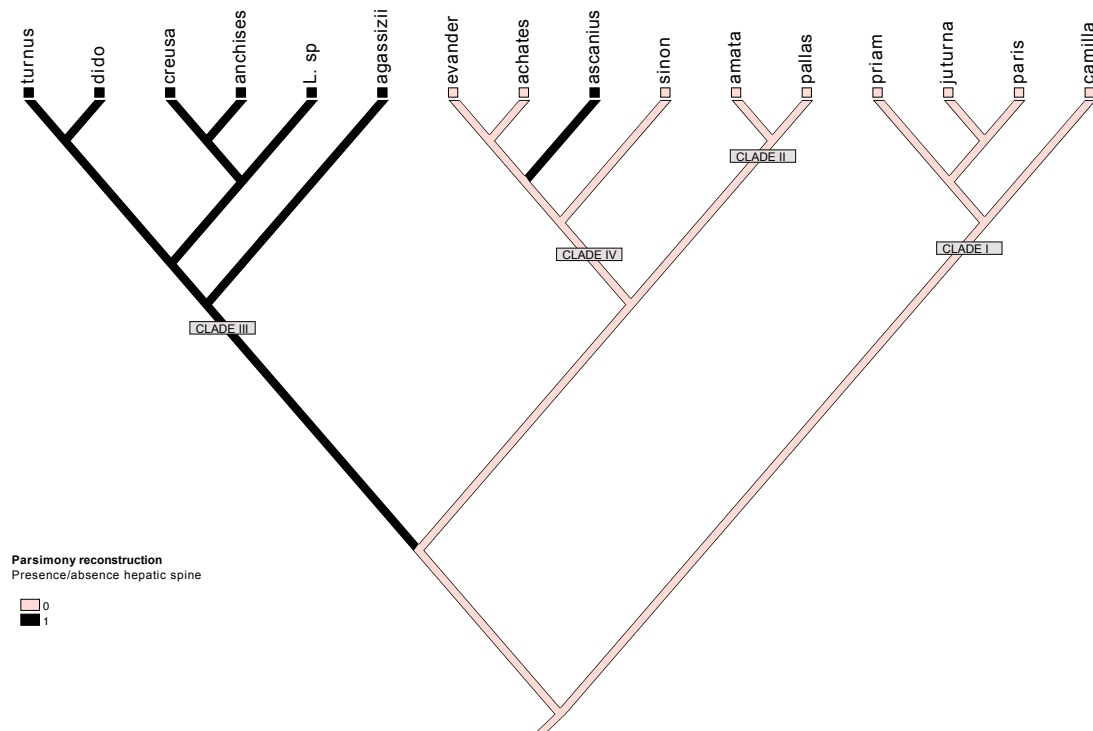 turnus
dido
creusa
anchises
L. sp
agassizii
evander
achates
ascanius
sinon
amata
pallas
priam
juturna
paris
camilla
CLADE II
CLADE I
CLADE IV
CLADE III
Parsimony reconstruction
Presence/absence hepatic spine
0
1